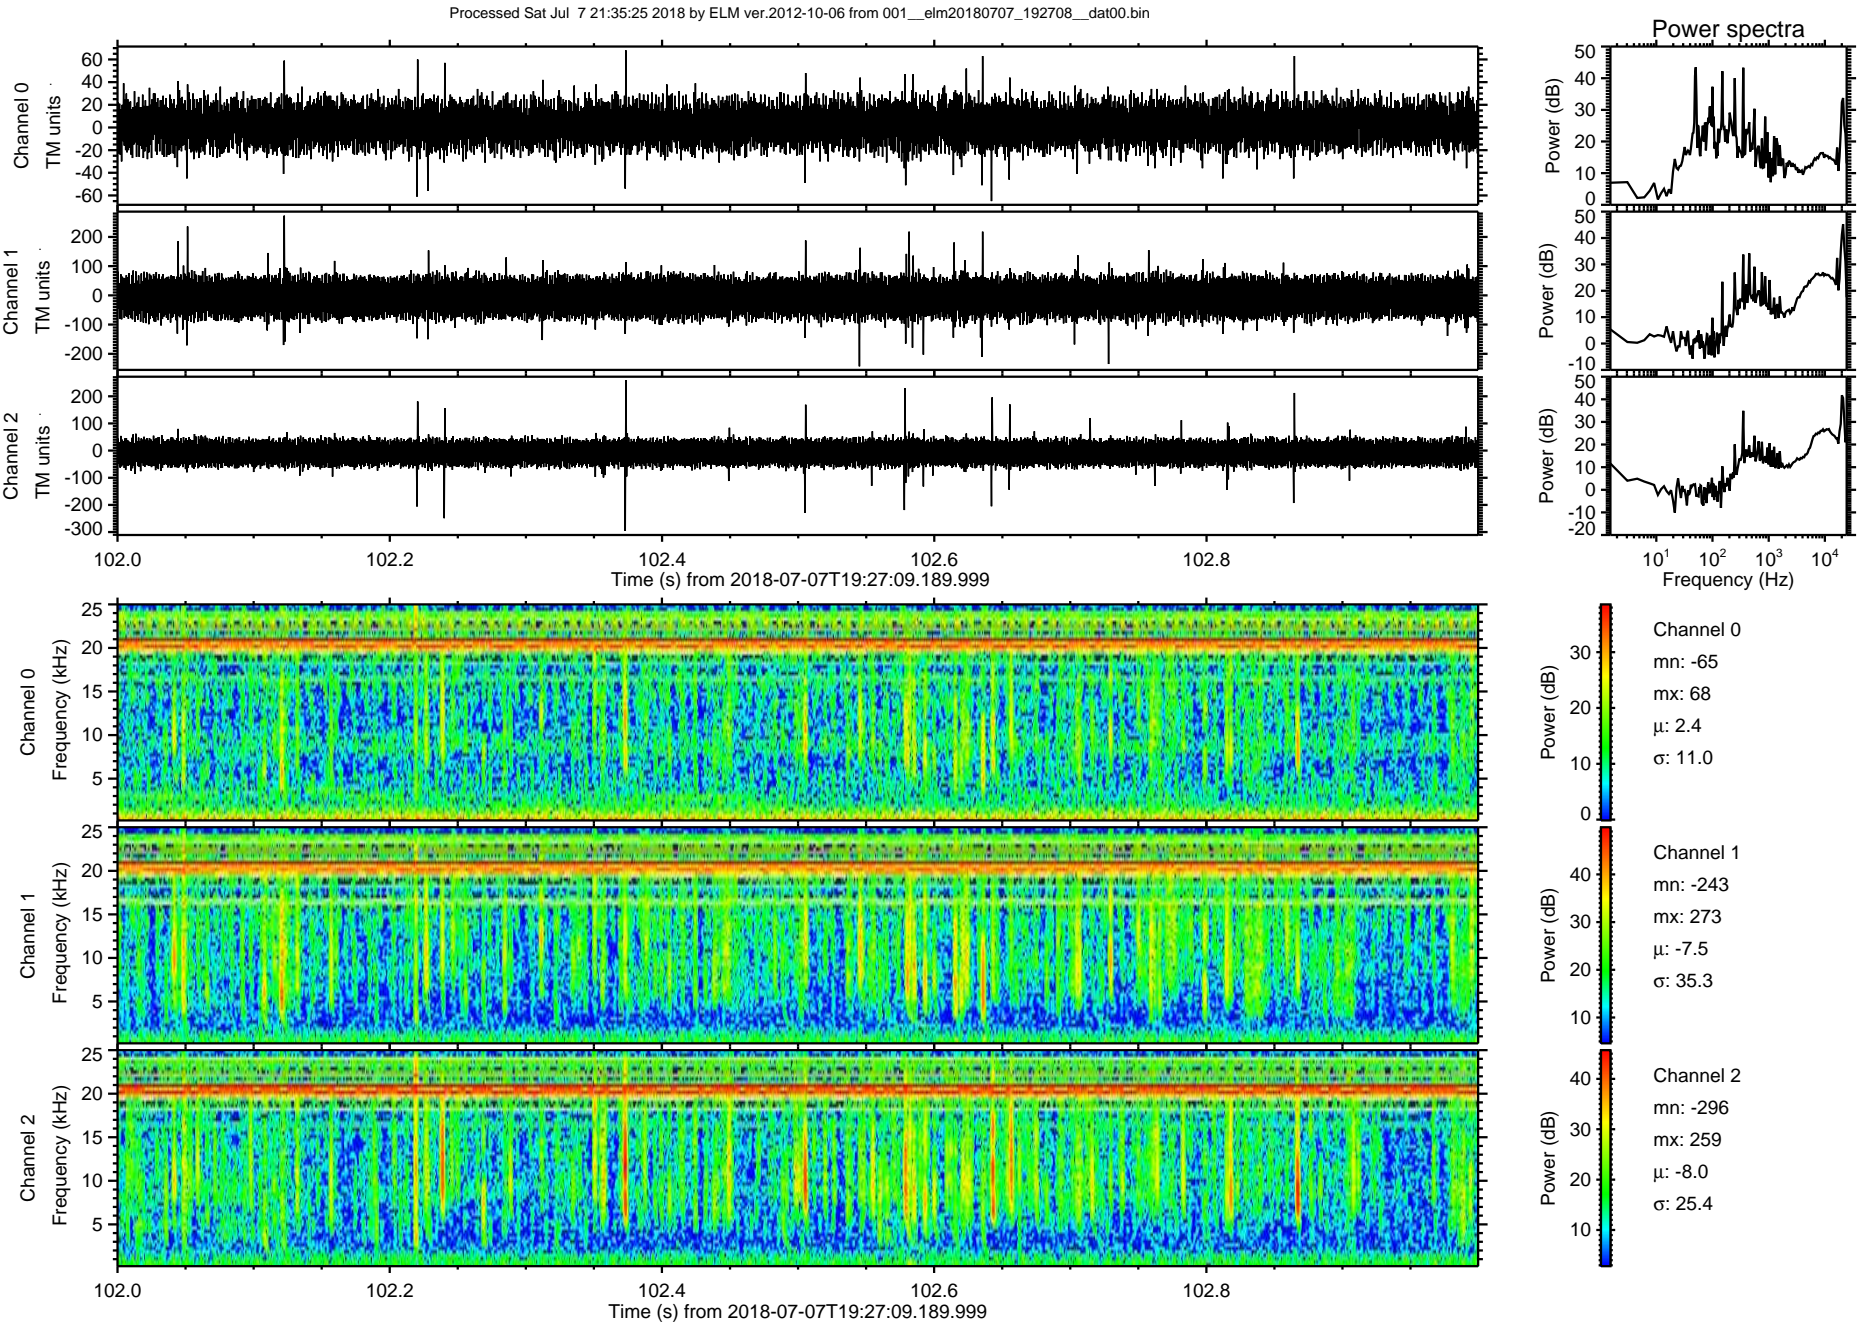 Processed Sat Jul 7 21:35:25 2018 by ELM ver.2012-10-06 from 001__elm20180707_192708__dat00.bin
Power spectra
Channel 0
TM units
60
40
20
0
-20
-40
-60
Power (dB)
50
40
30
20
10
0
Channel 1
TM units
200
100
0
-100
-200
Power (dB)
50
40
30
20
10
0
-10
Channel 2
TM units
200
100
0
-100
-200
-300
Power (dB)
50
40
30
20
10
0
-10
-20
102.0 102.2 102.4 102.6 102.8
Time (s) from 2018-07-07T19:27:09.189.999
10¹ 10² 10³ 10⁴
Frequency (Hz)
Channel 0
Frequency (kHz)
25
20
15
10
5
Power (dB)
30
20
10
0
Channel 0
mn: -65
mx: 68
μ: 2.4
σ: 11.0
Channel 1
Frequency (kHz)
25
20
15
10
5
Power (dB)
40
30
20
10
Channel 1
mn: -243
mx: 273
μ: -7.5
σ: 35.3
Channel 2
Frequency (kHz)
25
20
15
10
5
Power (dB)
40
30
20
10
Channel 2
mn: -296
mx: 259
μ: -8.0
σ: 25.4
102.0 102.2 102.4 102.6 102.8
Time (s) from 2018-07-07T19:27:09.189.999